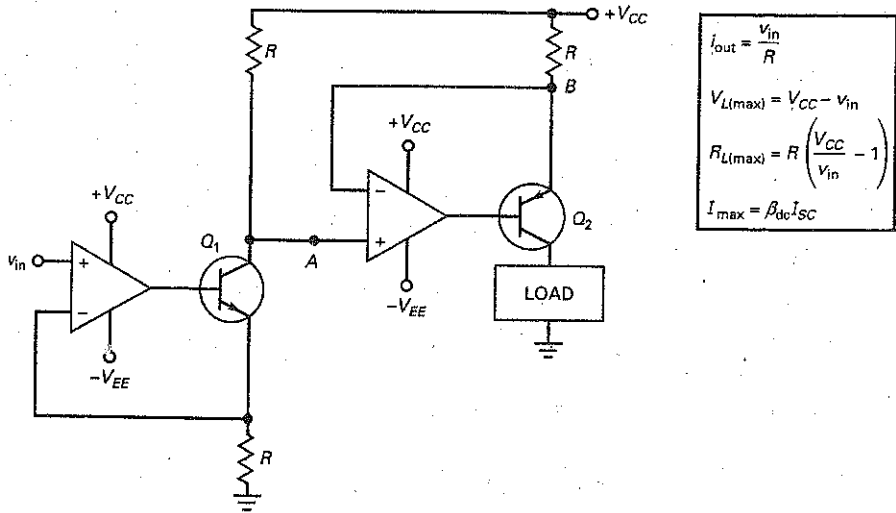 +V_CC
R
R
B
+V_CC
+V_CC
Q_1
Q_2
v_in
+
−
−
+
A
−V_EE
LOAD
−V_EE
R
i_out = v_in / R
V_L(max) = V_CC − v_in
R_L(max) = R (V_CC / v_in − 1)
I_max = β_dc I_SC